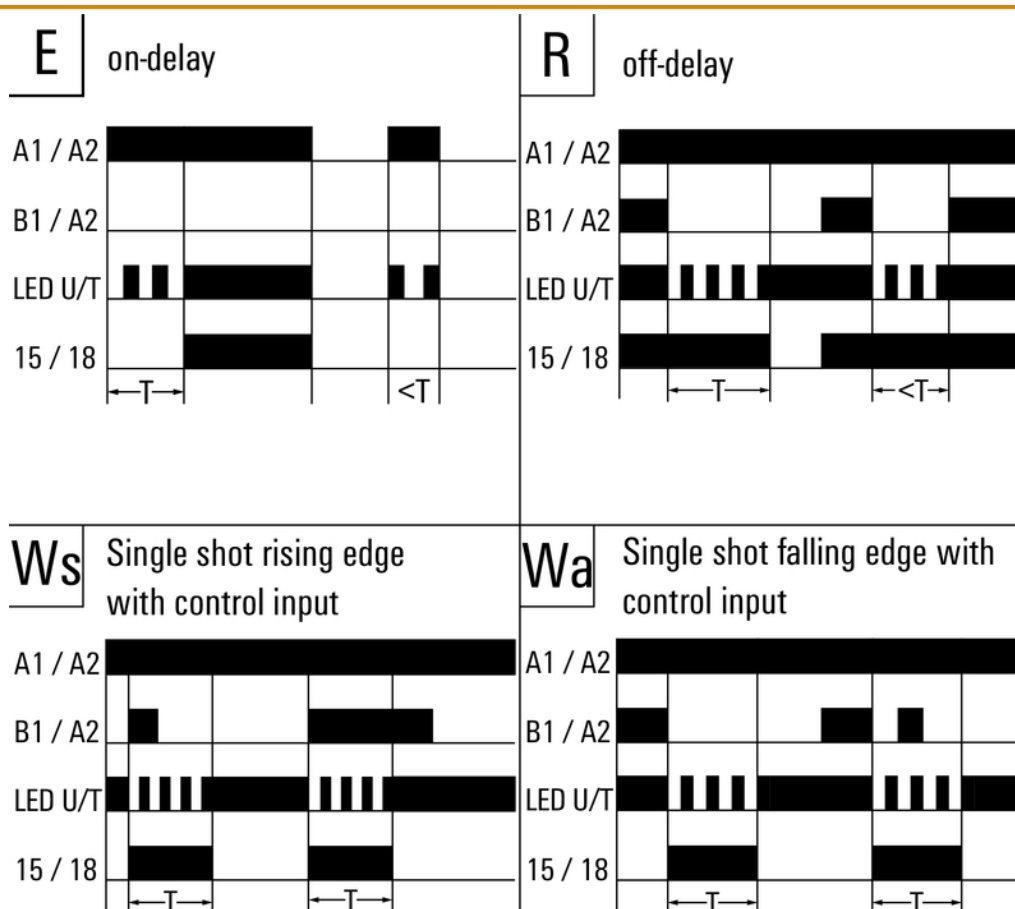 E on-delay
A1 / A2
B1 / A2
LED U/T
15 / 18
T <T
R off-delay
A1 / A2
B1 / A2
LED U/T
15 / 18
T <T
Ws Single shot rising edge
with control input
A1 / A2
B1 / A2
LED U/T
15 / 18
T T
Wa Single shot falling edge with
control input
A1 / A2
B1 / A2
LED U/T
15 / 18
T T